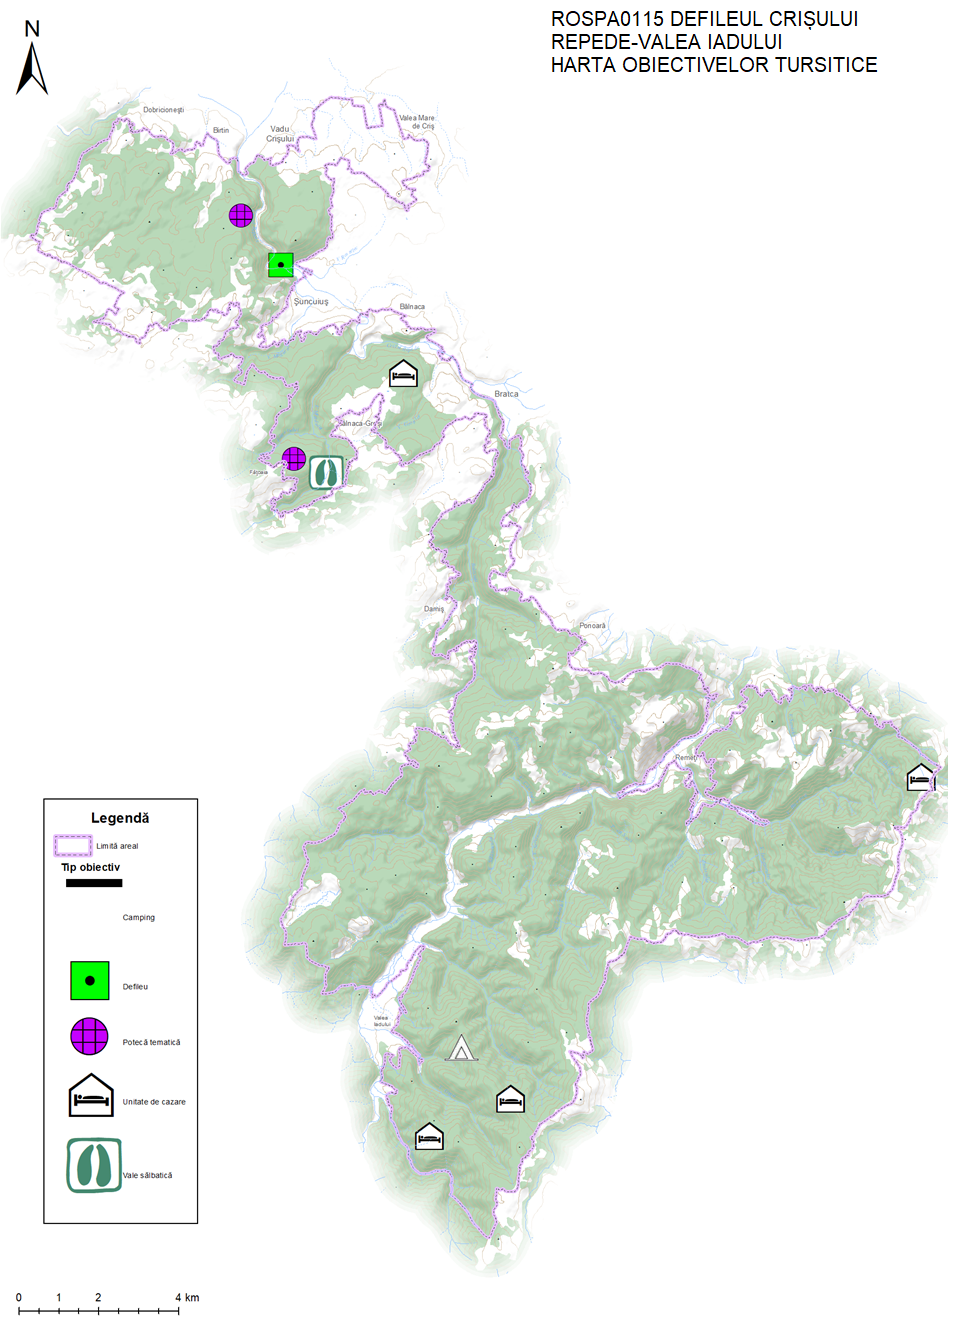 ROSPA0115 DEFILEUL CRIȘULUI
REPEDE-VALEA IADULUI
HARTA OBIECTIVELOR TURSITICE
N
Dobricionești
Birtin
Vadu
Crișului
Valea Mare
de Criș
Șuncuiuș
Bălnaca
Bratca
Bălnaca-Groși
Damiș
Ponoară
Remeți
Valea
Iadului
Legendă
Limită areal
Tip obiectiv
Camping
Defileu
Potecă tematică
Unitate de cazare
Vale sălbatică
0 1 2 4 km